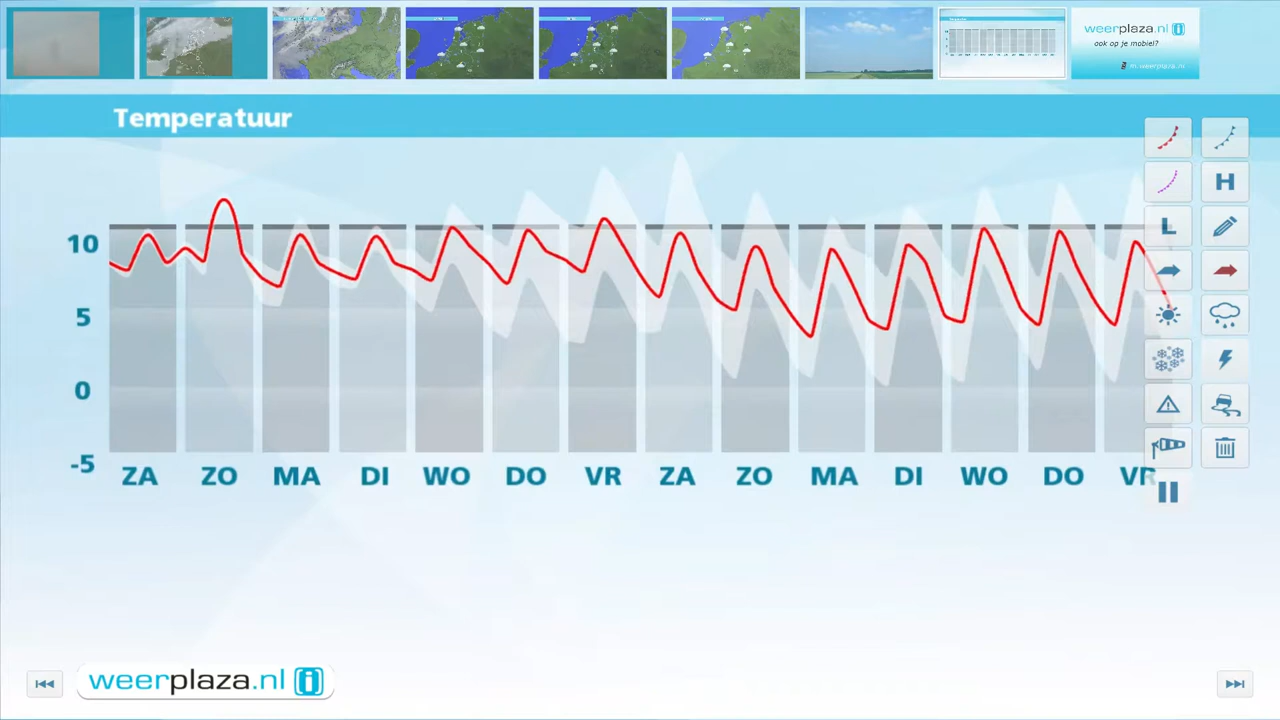 weerplaza.nl
ook op je mobiel?
m.weerplaza.nl
Temperatuur
H
L
10
5
0
-5
ZA ZO MA DI WO DO VR ZA ZO MA DI WO DO VR
weerplaza.nl